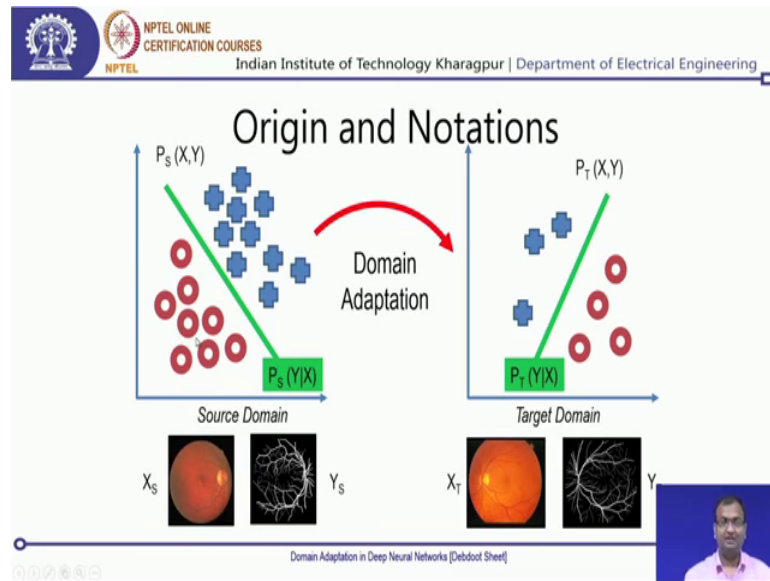 NPTEL ONLINE
CERTIFICATION COURSES
NPTEL
Indian Institute of Technology Kharagpur | Department of Electrical Engineering
Origin and Notations
P_S (X,Y)
P_T (X,Y)
Domain
Adaptation
P_S (Y|X)
P_T (Y|X)
Source Domain
Target Domain
X_S
Y_S
X_T
Y
Domain Adaptation in Deep Neural Networks [Debdoot Sheet]